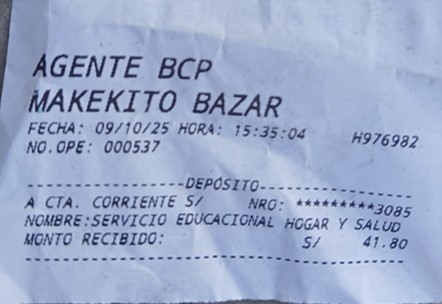 AGENTE BCP
MAKEKITO BAZAR
FECHA: 09/10/25 HORA: 15:35:04 H976982
NO.OPE: 000537
--------------------DEPÓSITO--------------------
A CTA. CORRIENTE S/ NRO: *********3085
NOMBRE:SERVICIO EDUCACIONAL HOGAR Y SALUD
MONTO RECIBIDO: S/ 41.80
------------------------------------------------